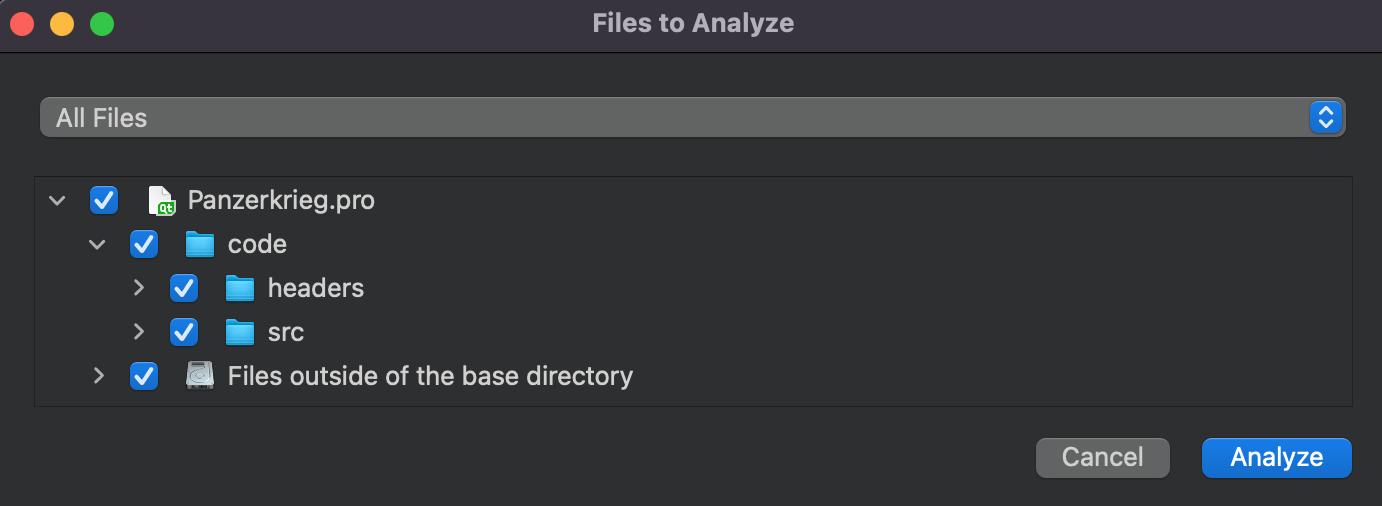 Files to Analyze
All Files
Panzerkrieg.pro
code
headers
src
Files outside of the base directory
Cancel Analyze